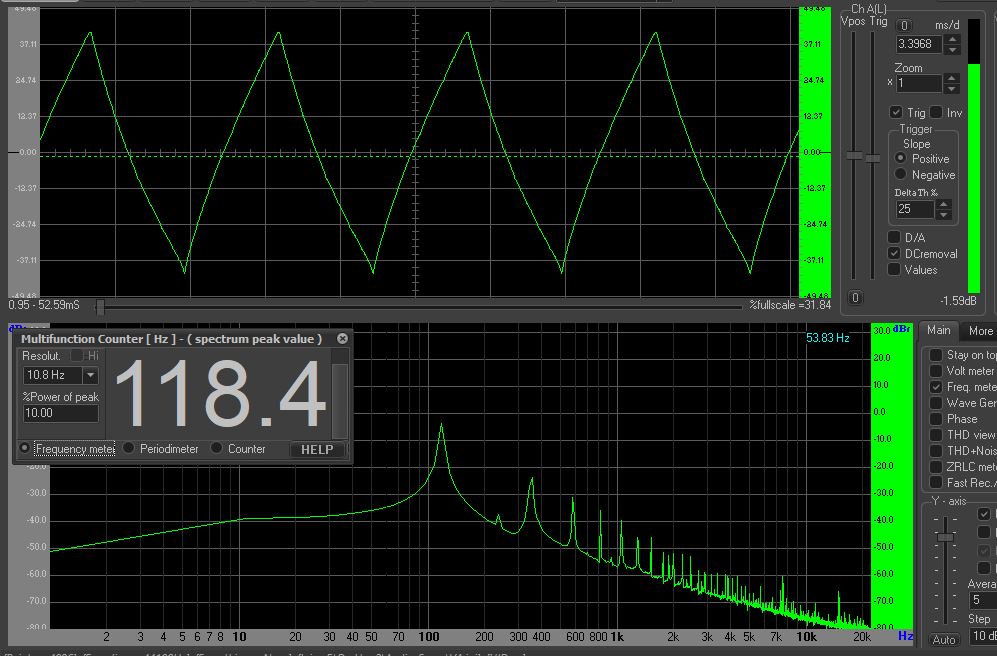 Ch A(L)
Vpos Trig
0 ms/d
3.3968
Zoom
x 1
Trig Inv
Trigger
Slope
Positive
Negative
Delta Th %
25
D/A
DCremoval
Values
0
-1.59dB
49.48
37.11
24.74
12.37
0.00
-12.37
-24.74
-37.11
-49.48
49.48
37.11
24.74
12.37
0.00
-12.37
-24.74
-37.11
-49.48
0.95 - 52.59mS
%fullscale =31.84
Multifunction Counter [ Hz ] - ( spectrum peak value )
Resolut. Hi
10.8 Hz
%Power of peak
10.00
118.4
Frequency meter Periodimeter Counter HELP
53.83 Hz
30.0 dBr
20.0
10.0
0.0
-10.0
-20.0
-30.0
-40.0
-50.0
-60.0
-70.0
-80.0
-20.0
-30.0
-40.0
-50.0
-60.0
-70.0
-80.0
2 3 4 5 6 7 8 10 20 30 40 50 70 100 200 300 400 600 800 1k 2k 3k 4k 5k 7k 10k 20k Hz
Main More
Stay on top
Volt meter
Freq. me
Wave Gen
Phase
THD view
THD+Nois
ZRLC met
Fast Rec./
Y - axis
Avera
5
Step
Auto 10 dB